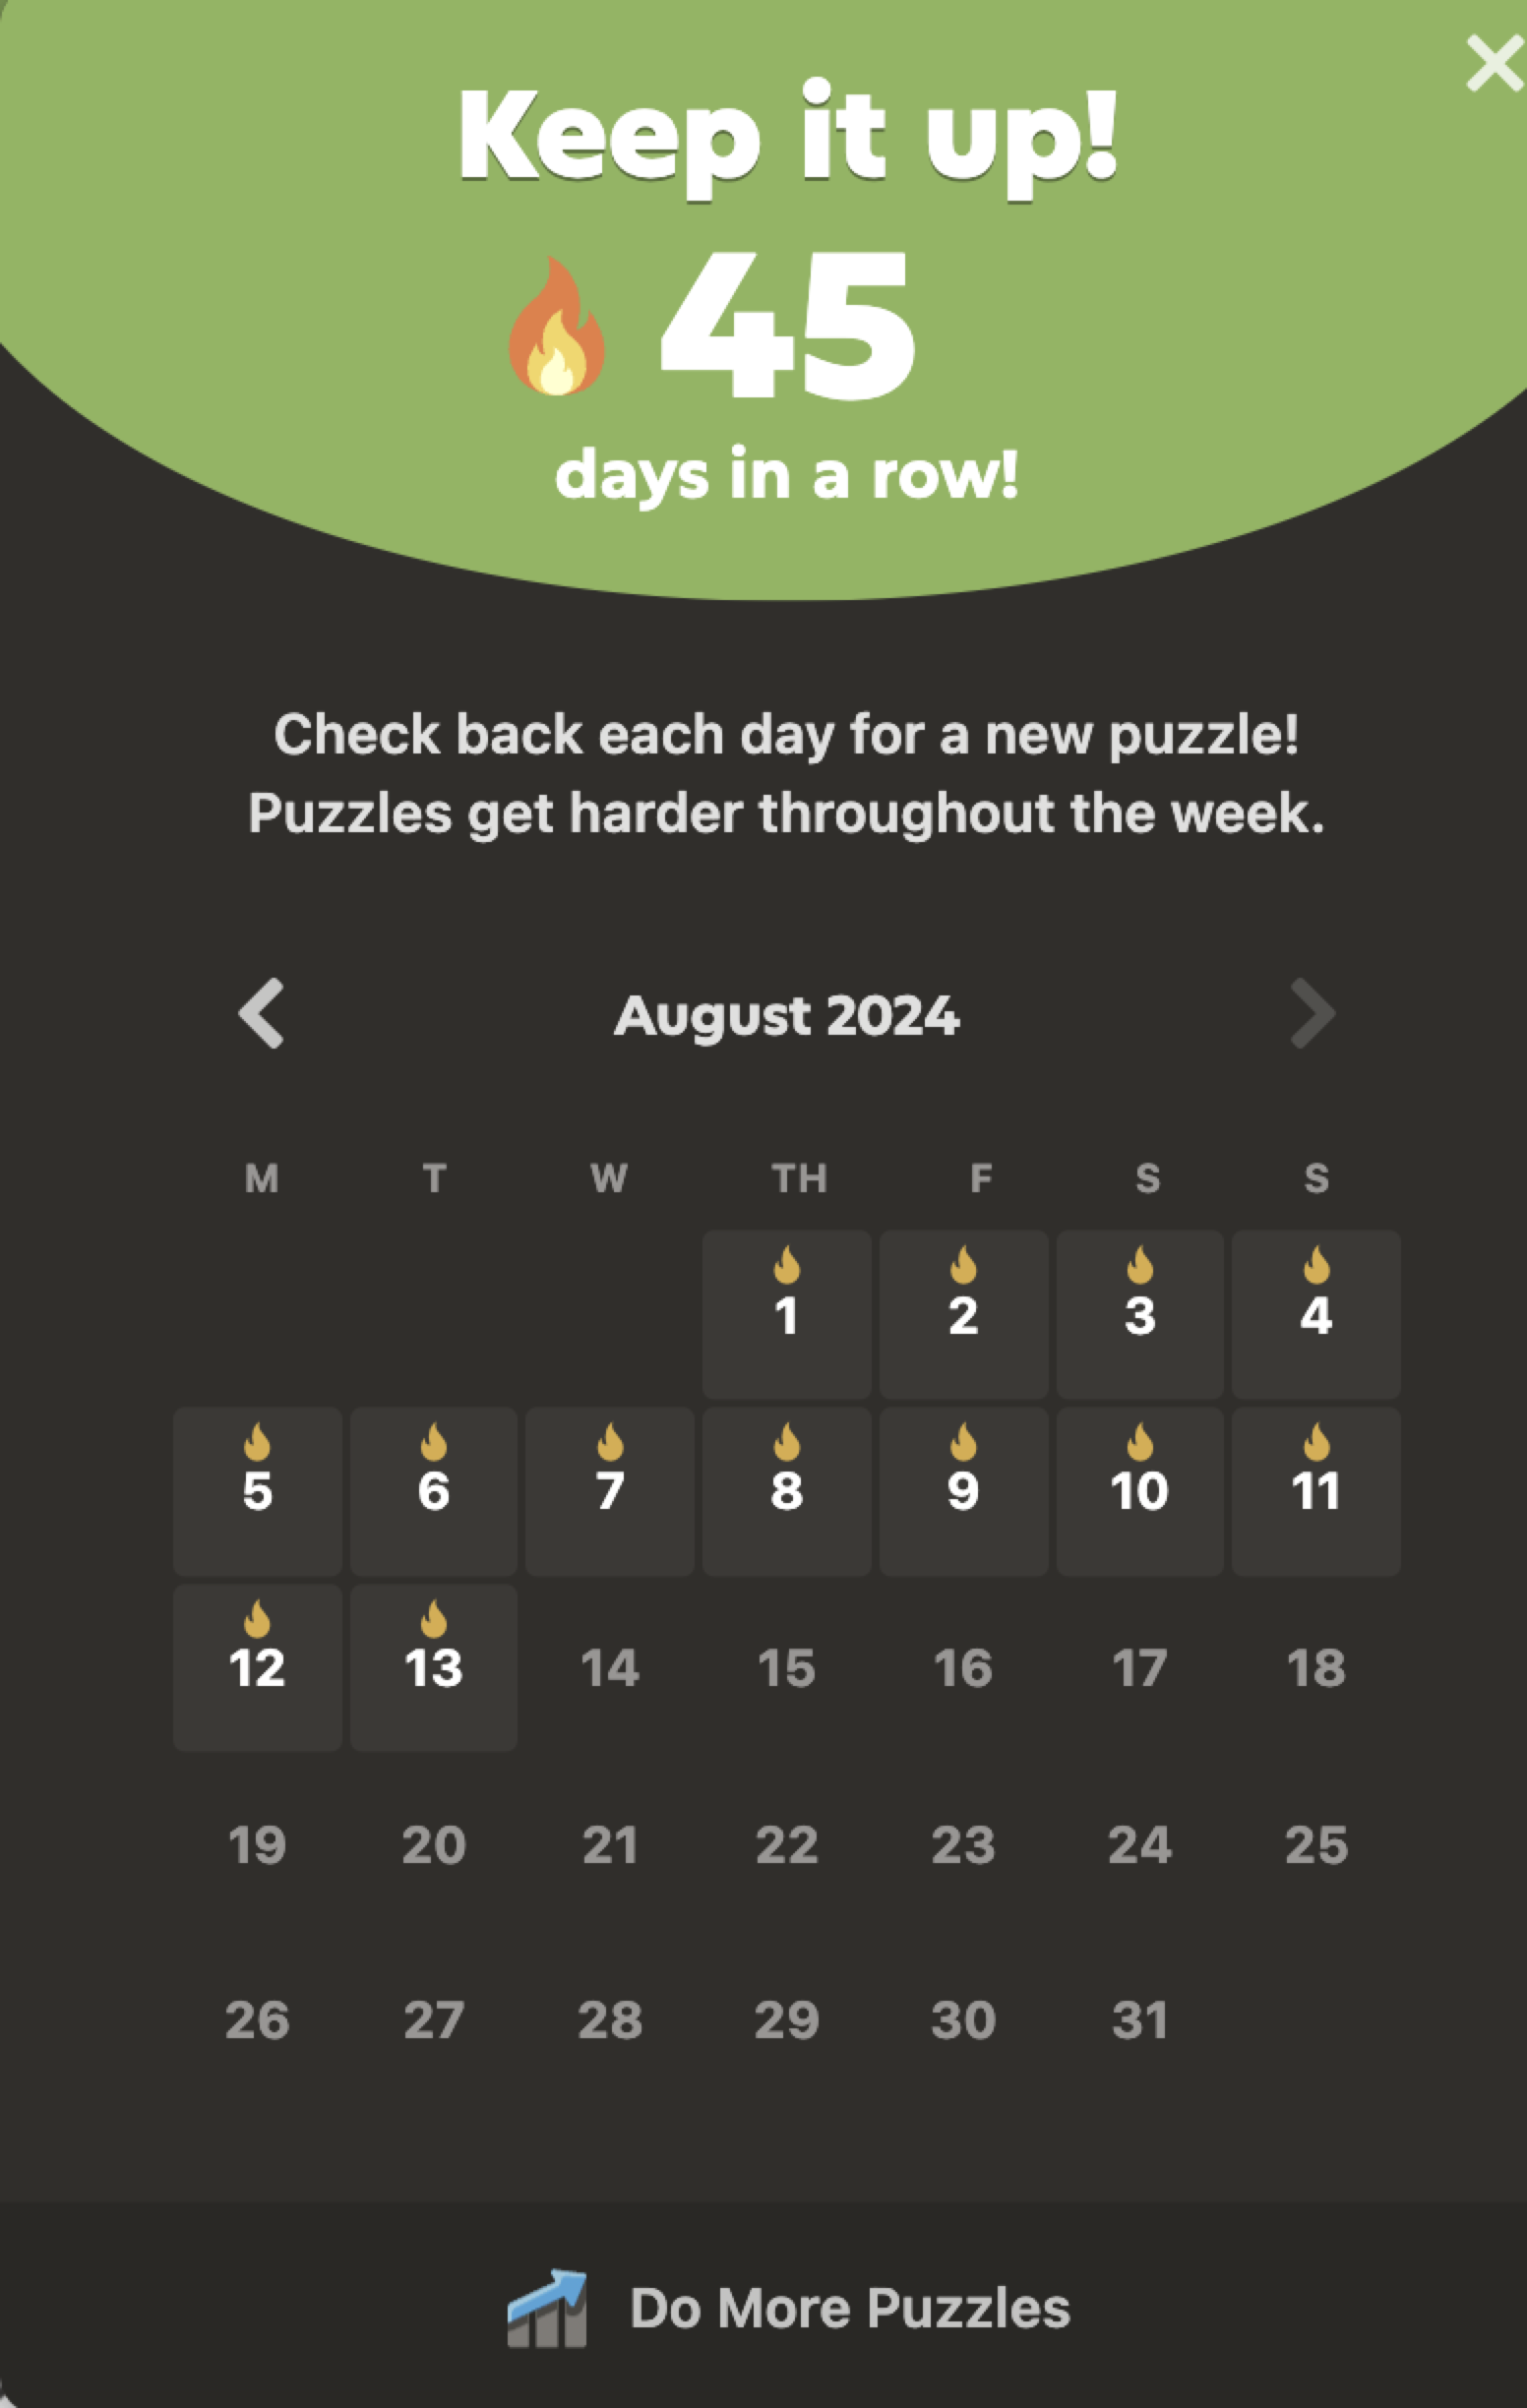 Keep it up!
45
days in a row!
Check back each day for a new puzzle!
Puzzles get harder throughout the week.
August 2024
M T W TH F S S
1 2 3 4
5 6 7 8 9 10 11
12 13 14 15 16 17 18
19 20 21 22 23 24 25
26 27 28 29 30 31
Do More Puzzles